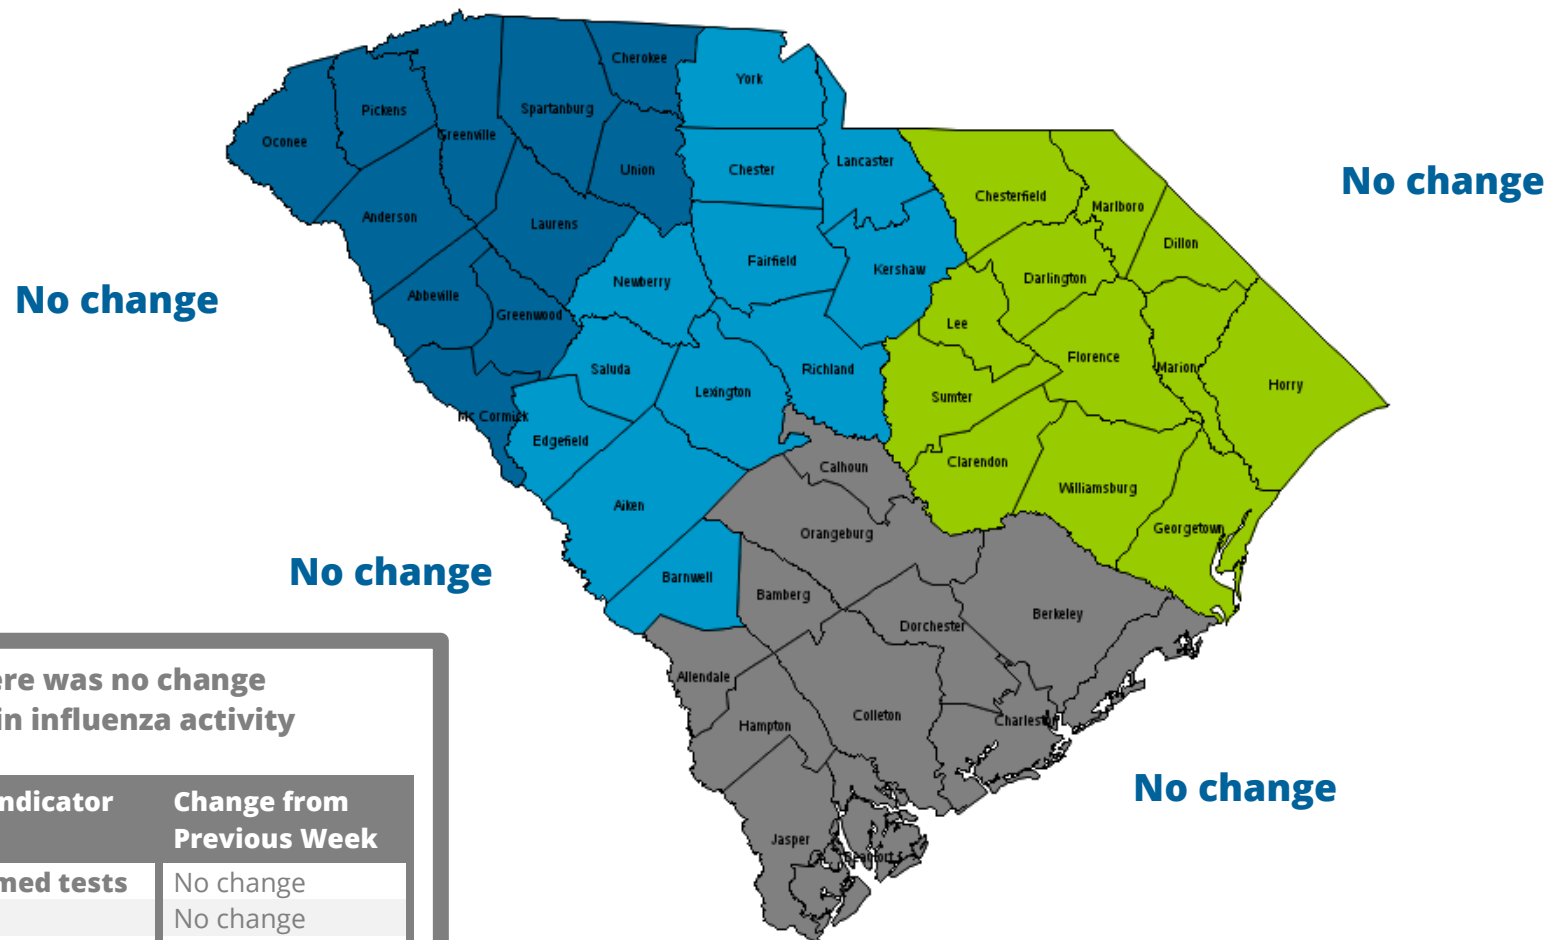 Cherokee
York
Spartanburg
Pickens
Greenville
Oconee
Union
Chester
Lancaster
No change
Chesterfield
Marlboro
Anderson
Laurens
Dillon
Fairfield
Kershaw
Newberry
Darlington
No change
Abbeville
Greenwood
Lee
Florence
Saluda
Richland
Marion
Horry
Lexington
Sumter
Mc Cormick
Edgefield
Calhoun
Clarendon
Williamsburg
Aiken
Orangeburg
Georgetown
No change
Barnwell
Bamberg
Berkeley
Dorchester
Allendale
Hampton
Colleton
Charleston
No change
Jasper
Beaufort
ere was no change
in influenza activity
ndicator
Change from
Previous Week
med tests
No change
No change